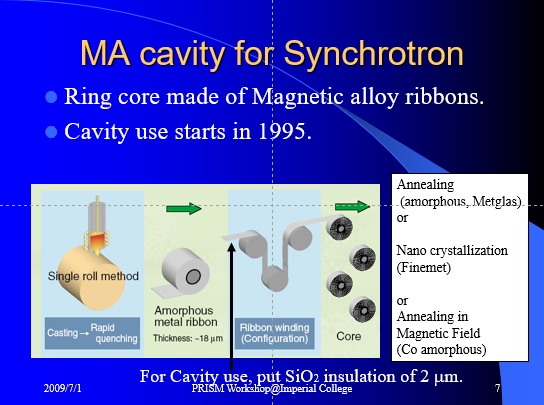 MA cavity for Synchrotron
Ring core made of Magnetic alloy ribbons.
Cavity use starts in 1995.
Single roll method
Casting → Rapid
quenching
Amorphous
metal ribbon
Thickness: ~18 μm
Ribbon winding
(Configuration)
Core
Annealing
(amorphous, Metglas)
or
Nano crystallization
(Finemet)
or
Annealing in
Magnetic Field
(Co amorphous)
For Cavity use, put SiO₂ insulation of 2 μm.
2009/7/1
PRISM Workshop@Imperial College
7